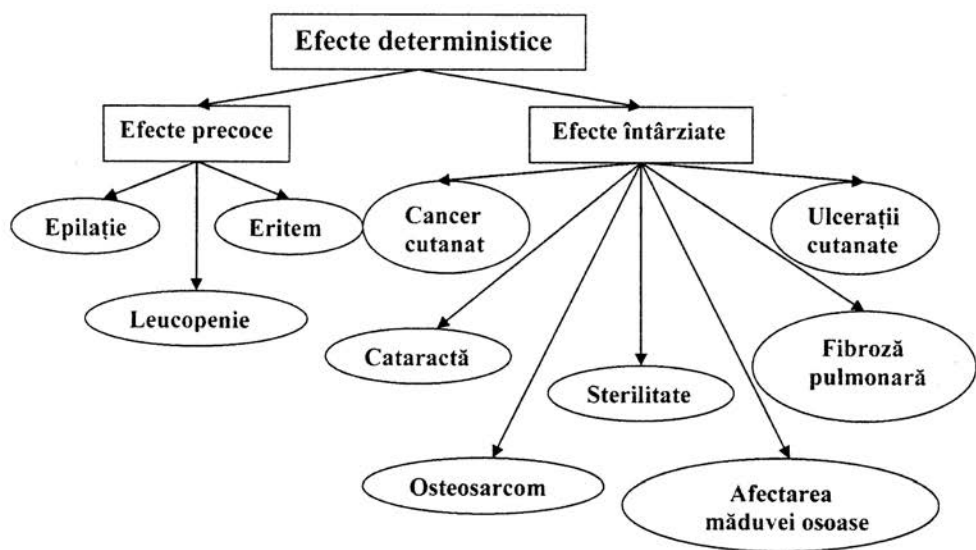 Efecte deterministice
Efecte precoce
Efecte întârziate
Epilație
Eritem
Cancer
cutanat
Ulcerații
cutanate
Leucopenie
Cataractă
Sterilitate
Fibroză
pulmonară
Osteosarcom
Afectarea
măduvei osoase